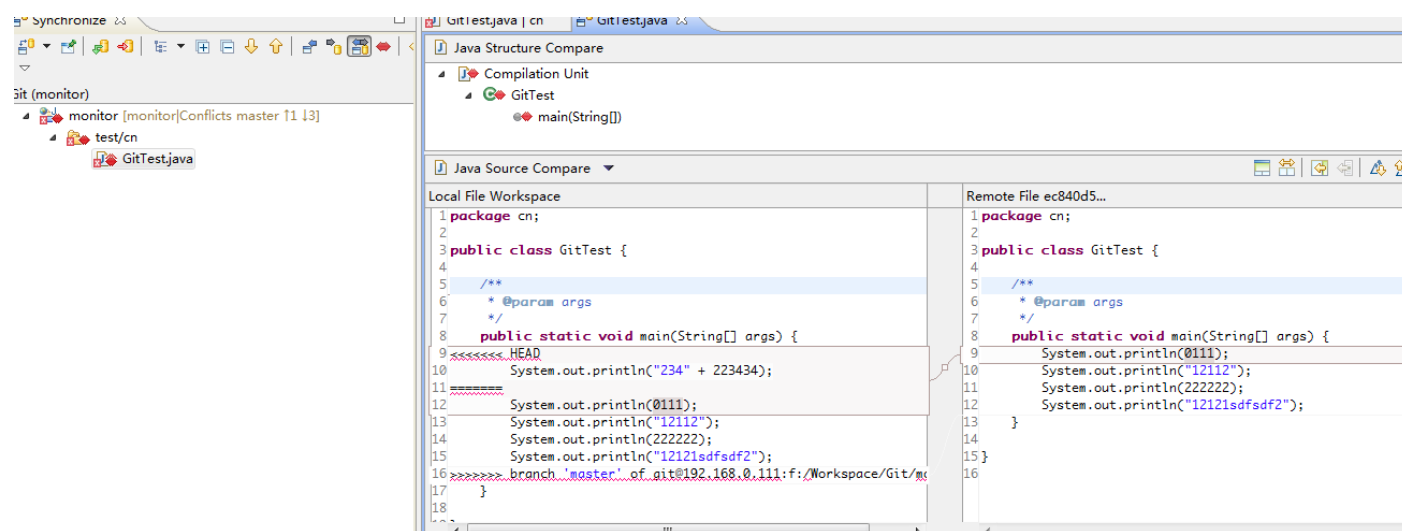 Synchronize
GitTest.java | cn
GitTest.java
Java Structure Compare
Compilation Unit
GitTest
main(String[])
Git (monitor)
monitor [monitor|Conflicts master ↑1 ↓3]
test/cn
GitTest.java
Java Source Compare
Local File Workspace
1 package cn;
2
3 public class GitTest {
4
5 /**
6 * @param args
7 */
8 public static void main(String[] args) {
9 <<<<<<< HEAD
10 System.out.println("234" + 223434);
11 =======
12 System.out.println(0111);
13 System.out.println("12112");
14 System.out.println(222222);
15 System.out.println("12121sdfsdf2");
16 >>>>>>> branch 'master' of git@192.168.0.111:f:/Workspace/Git/
17 }
18
Remote File ec840d5...
1 package cn;
2
3 public class GitTest {
4
5 /**
6 * @param args
7 */
8 public static void main(String[] args) {
9 System.out.println(0111);
10 System.out.println("12112");
11 System.out.println(222222);
12 System.out.println("12121sdfsdf2");
13 }
14
15 }
16